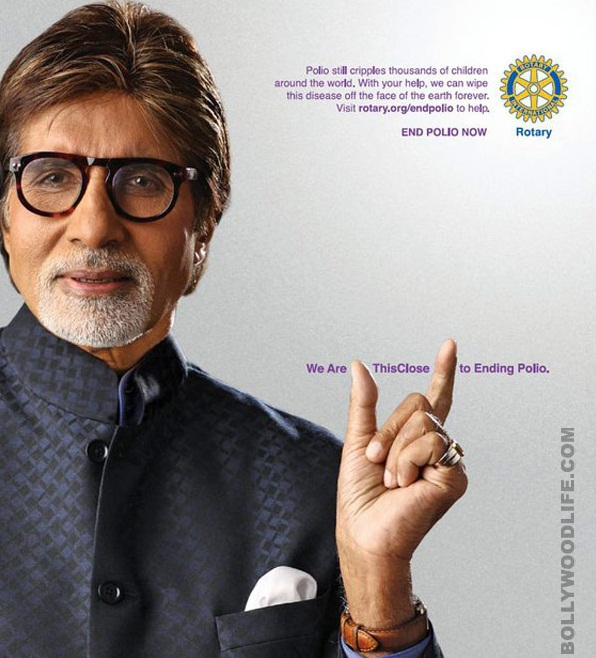 Polio still cripples thousands of children
around the world. With your help, we can wipe
this disease off the face of the earth forever.
Visit rotary.org/endpolio to help.
END POLIO NOW
ROTARY
INTERNATIONAL
Rotary
We Are ThisClose to Ending Polio.
BOLLYWOODLIFE.COM